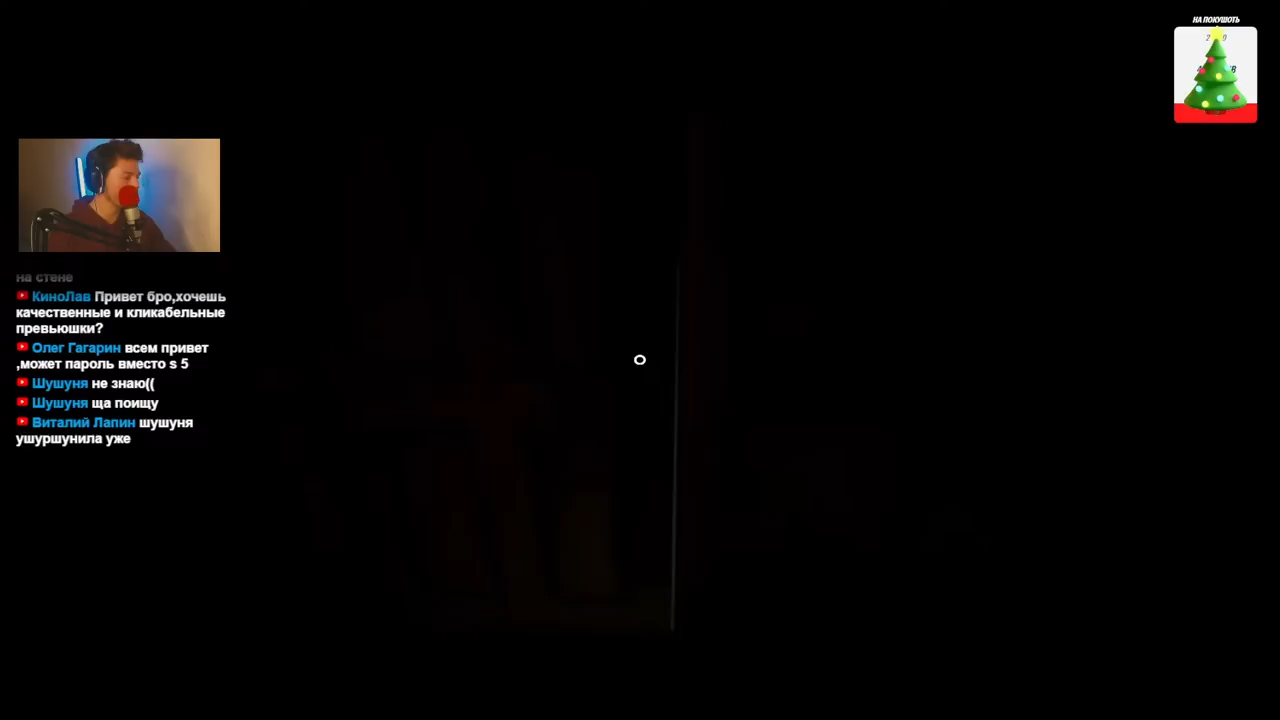 НА ПОКУШОТЬ
на стене
КиноЛав Привет бро,хочешь
качественные и кликабельные
превьюшки?
Олег Гагарин всем привет
,может пароль вместо s 5
Шушуня не знаю((
Шушуня ща поищу
Виталий Лапин шушуня
ушуршунила уже